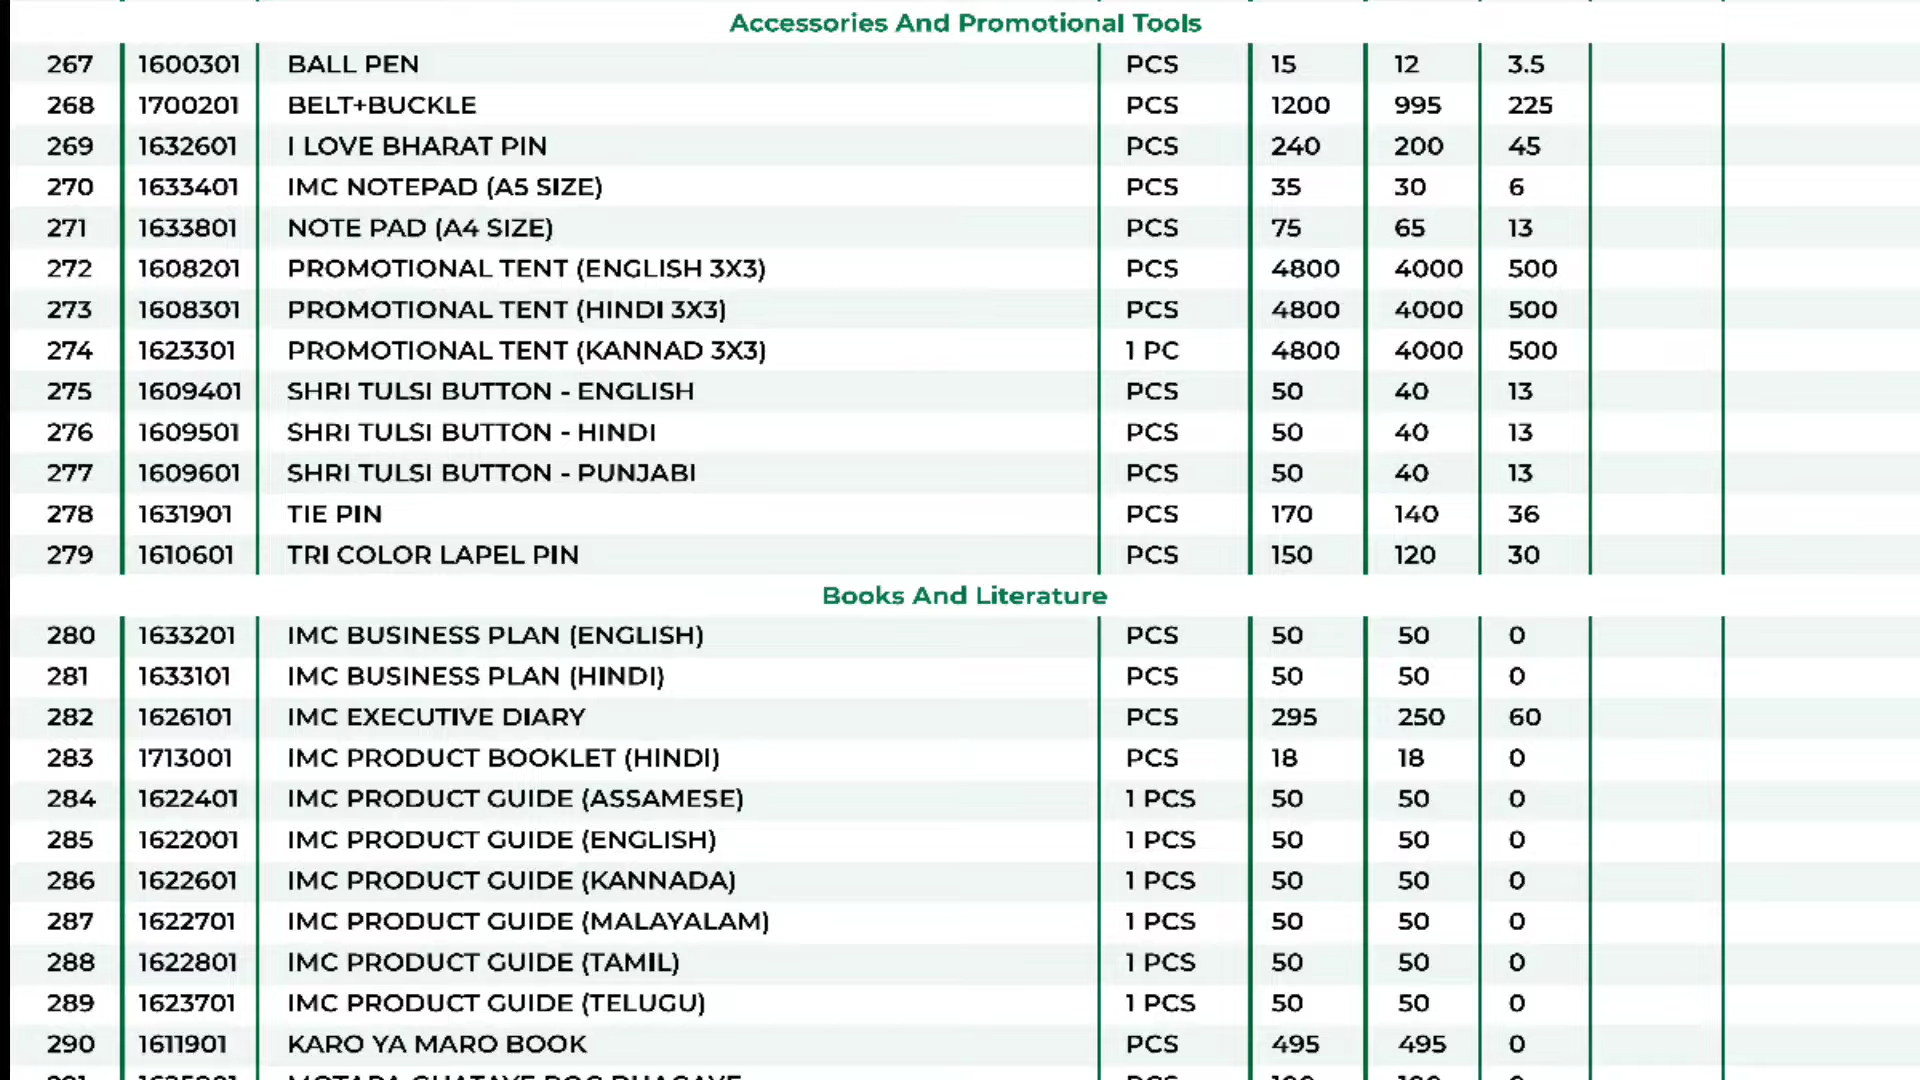 Accessories And Promotional Tools
267 1600301 BALL PEN PCS 15 12 3.5
268 1700201 BELT+BUCKLE PCS 1200 995 225
269 1632601 I LOVE BHARAT PIN PCS 240 200 45
270 1633401 IMC NOTEPAD (A5 SIZE) PCS 35 30 6
271 1633801 NOTE PAD (A4 SIZE) PCS 75 65 13
272 1608201 PROMOTIONAL TENT (ENGLISH 3X3) PCS 4800 4000 500
273 1608301 PROMOTIONAL TENT (HINDI 3X3) PCS 4800 4000 500
274 1623301 PROMOTIONAL TENT (KANNAD 3X3) 1 PC 4800 4000 500
275 1609401 SHRI TULSI BUTTON - ENGLISH PCS 50 40 13
276 1609501 SHRI TULSI BUTTON - HINDI PCS 50 40 13
277 1609601 SHRI TULSI BUTTON - PUNJABI PCS 50 40 13
278 1631901 TIE PIN PCS 170 140 36
279 1610601 TRI COLOR LAPEL PIN PCS 150 120 30
Books And Literature
280 1633201 IMC BUSINESS PLAN (ENGLISH) PCS 50 50 0
281 1633101 IMC BUSINESS PLAN (HINDI) PCS 50 50 0
282 1626101 IMC EXECUTIVE DIARY PCS 295 250 60
283 1713001 IMC PRODUCT BOOKLET (HINDI) PCS 18 18 0
284 1622401 IMC PRODUCT GUIDE (ASSAMESE) 1 PCS 50 50 0
285 1622001 IMC PRODUCT GUIDE (ENGLISH) 1 PCS 50 50 0
286 1622601 IMC PRODUCT GUIDE (KANNADA) 1 PCS 50 50 0
287 1622701 IMC PRODUCT GUIDE (MALAYALAM) 1 PCS 50 50 0
288 1622801 IMC PRODUCT GUIDE (TAMIL) 1 PCS 50 50 0
289 1623701 IMC PRODUCT GUIDE (TELUGU) 1 PCS 50 50 0
290 1611901 KARO YA MARO BOOK PCS 495 495 0